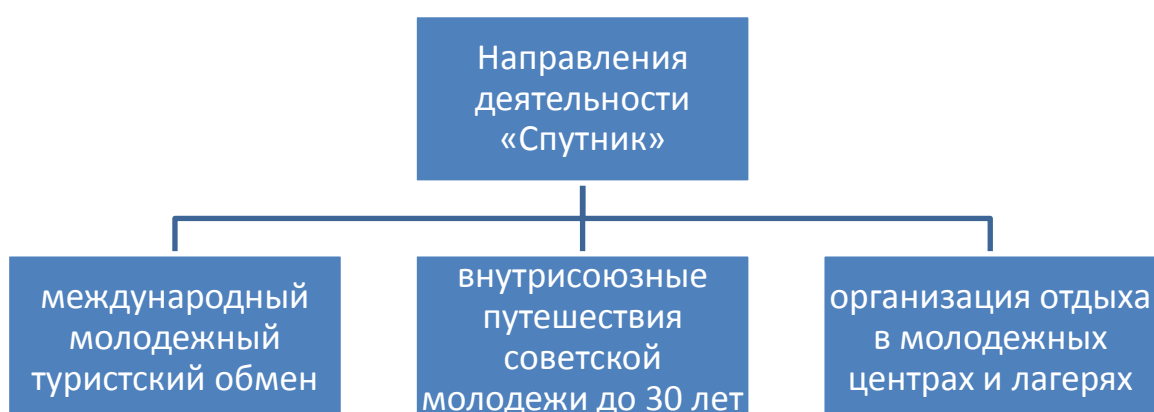 Направления
деятельности
«Спутник»
международный
молодежный
туристский обмен
внутрисоюзные
путешествия
советской
молодежи до 30 лет
организация отдыха
в молодежных
центрах и лагерях